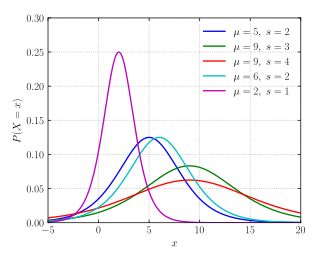 0.30
0.25
0.20
0.15
0.10
0.05
0.00
P(X = x)
−5
0
5
10
15
20
x
μ = 5, s = 2
μ = 9, s = 3
μ = 9, s = 4
μ = 6, s = 2
μ = 2, s = 1